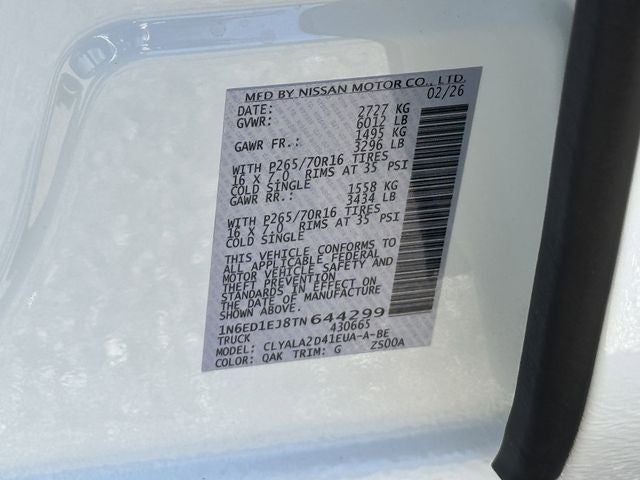 MFD BY NISSAN MOTOR CO., LTD.
DATE: 02/26
GVWR: 2727 KG
6012 LB
GAWR FR.: 1495 KG
3296 LB
WITH P265/70R16 TIRES
16 X 7.0 RIMS AT 35 PSI
COLD SINGLE
GAWR RR.: 1558 KG
3434 LB
WITH P265/70R16 TIRES
16 X 7.0 RIMS AT 35 PSI
COLD SINGLE
THIS VEHICLE CONFORMS TO
ALL APPLICABLE FEDERAL
MOTOR VEHICLE SAFETY AND
THEFT PREVENTION
STANDARDS IN EFFECT ON
THE DATE OF MANUFACTURE
SHOWN ABOVE.
1N6ED1EJ8TN644299
TRUCK 430665
MODEL: CLYALA2D41EUA-A-BE
COLOR: QAK TRIM: G ZS00A